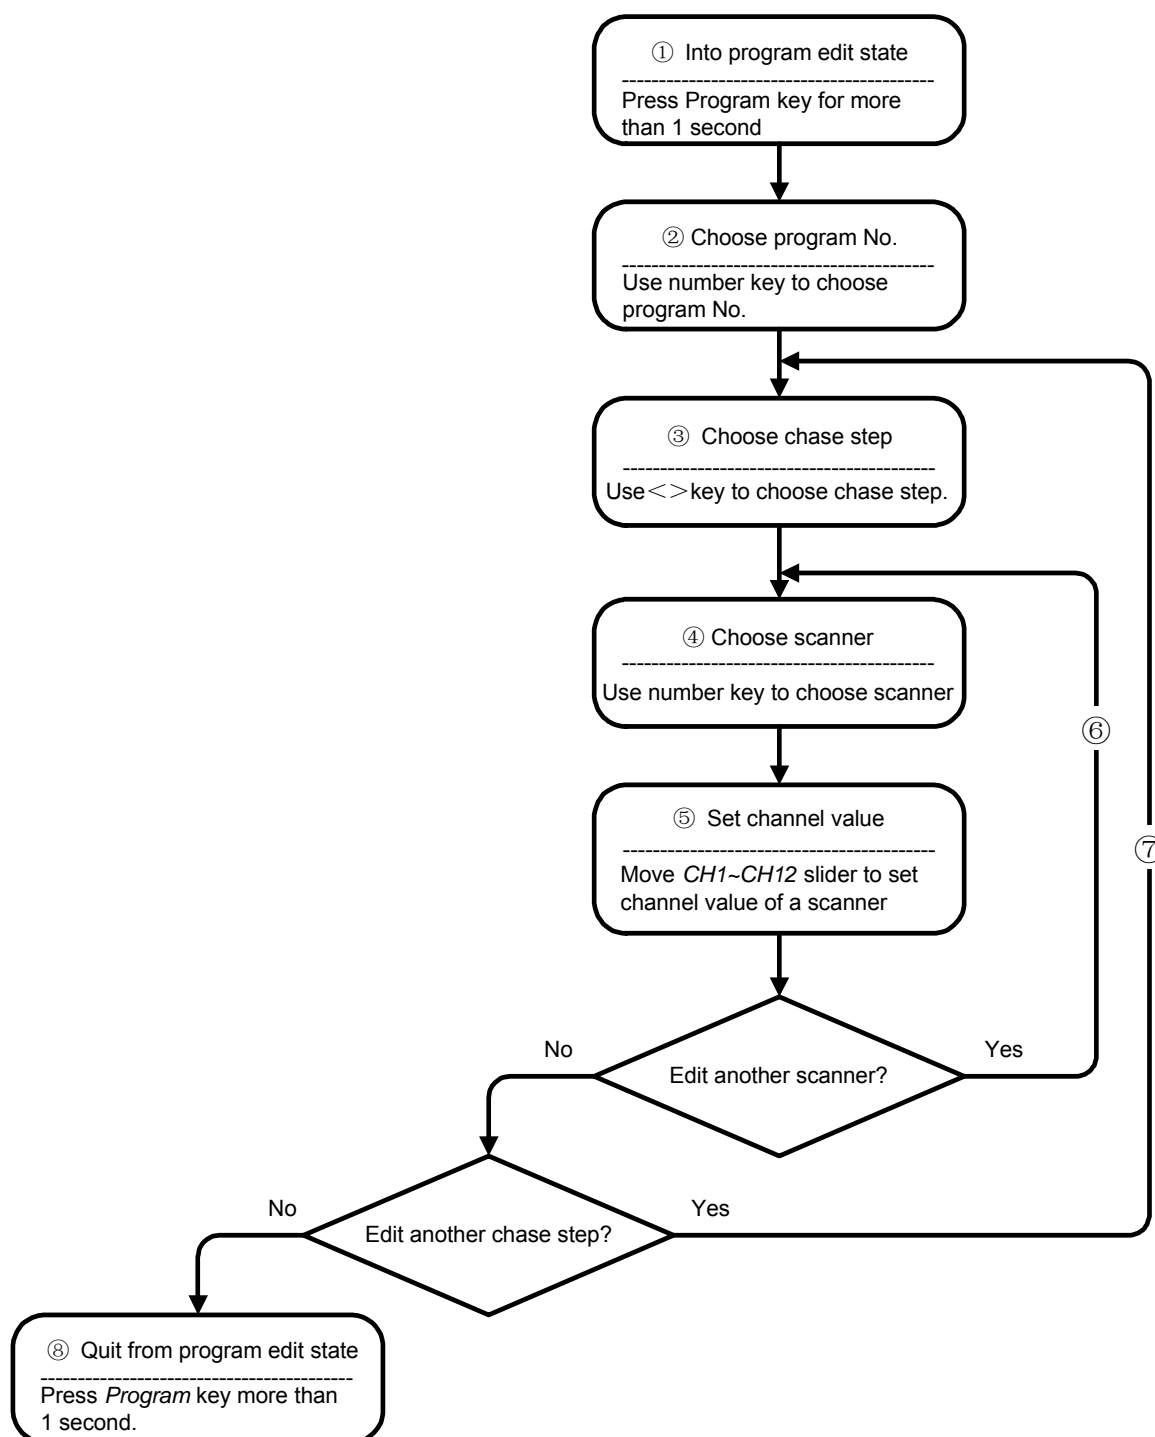 ① Into program edit state
------------------------------------------
Press Program key for more
than 1 second
② Choose program No.
------------------------------------------
Use number key to choose
program No.
③ Choose chase step
------------------------------------------
Use＜＞key to choose chase step.
④ Choose scanner
------------------------------------------
Use number key to choose scanner
⑥
⑤ Set channel value
------------------------------------------
Move CH1~CH12 slider to set
channel value of a scanner
⑦
No
Yes
Edit another scanner?
No
Yes
Edit another chase step?
⑧ Quit from program edit state
------------------------------------------
Press Program key more than
1 second.